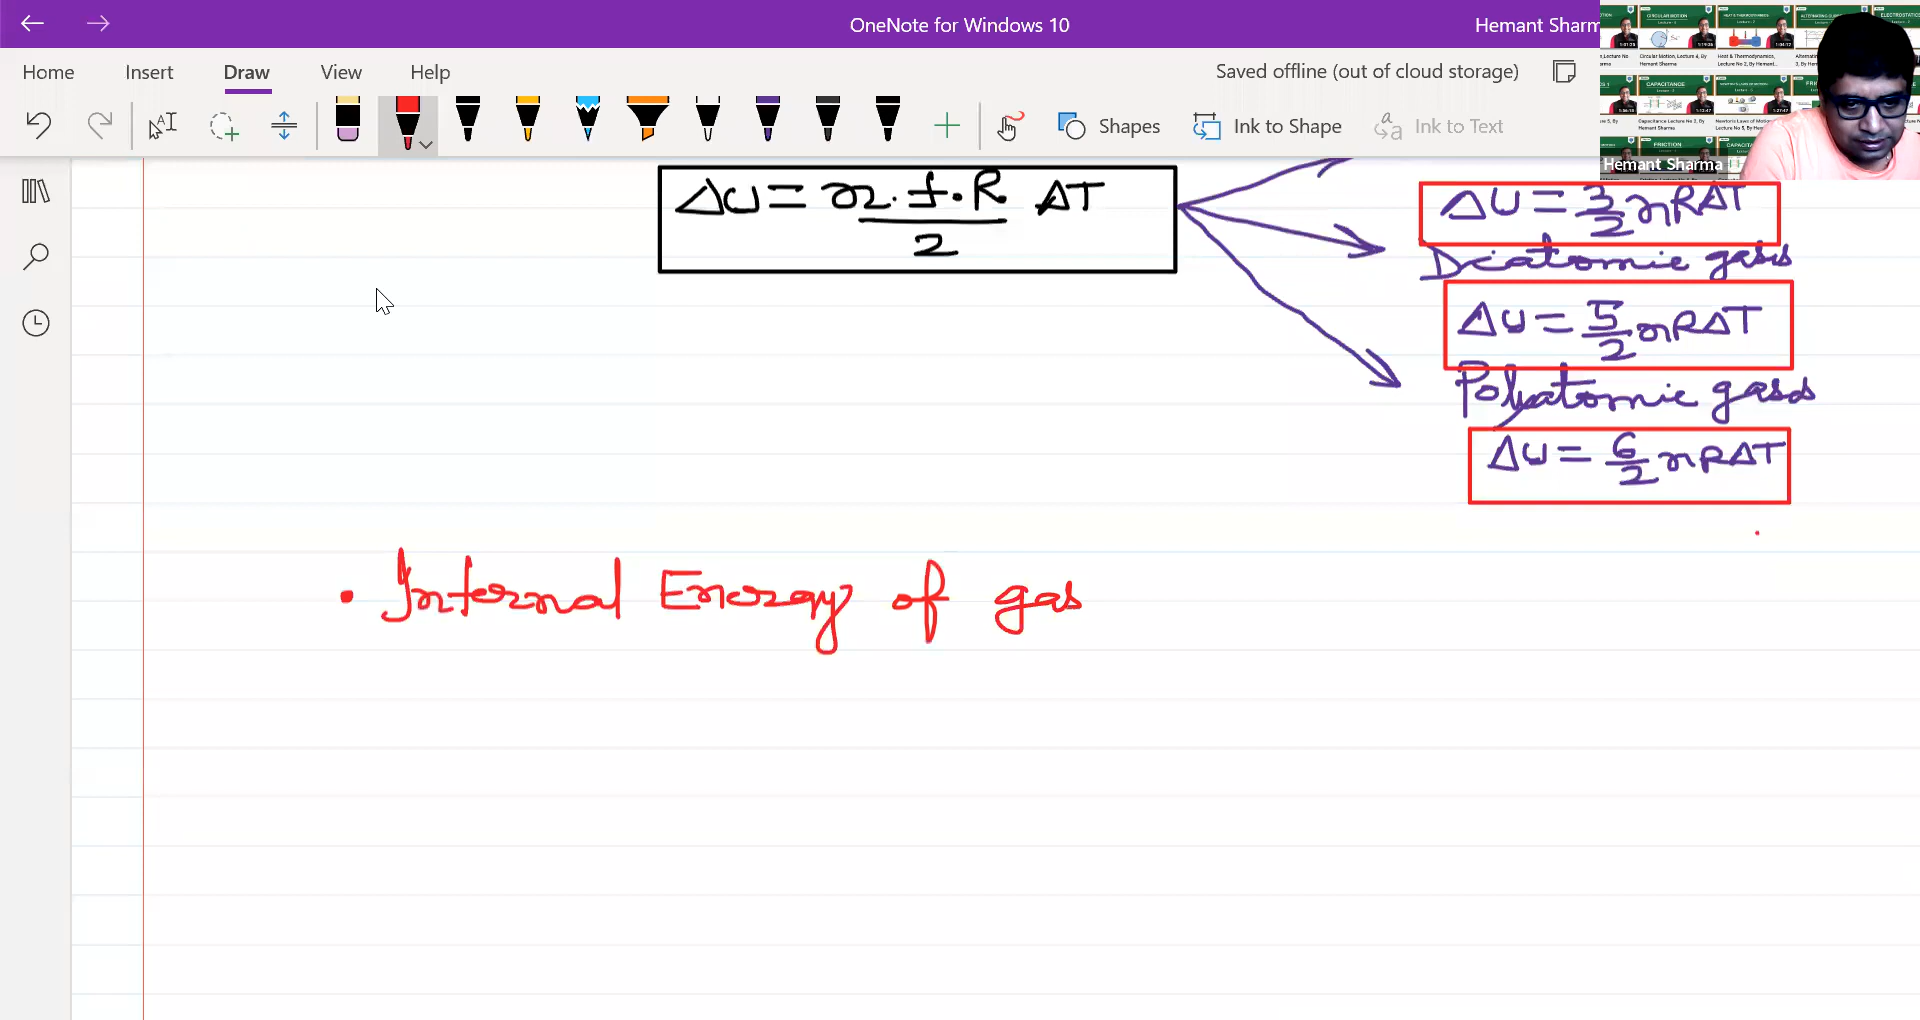 OneNote for Windows 10
Hemant Sharm
Home Insert Draw View Help
Saved offline (out of cloud storage)
Shapes Ink to Shape Ink to Text
Hemant Sharma
ΔU = n.f.R/2 ΔT
ΔU = 3/2 nRΔT
Diatomic gases
ΔU = 5/2 nRΔT
Polyatomic gases
ΔU = 6/2 nRΔT
• Internal Energy of gas